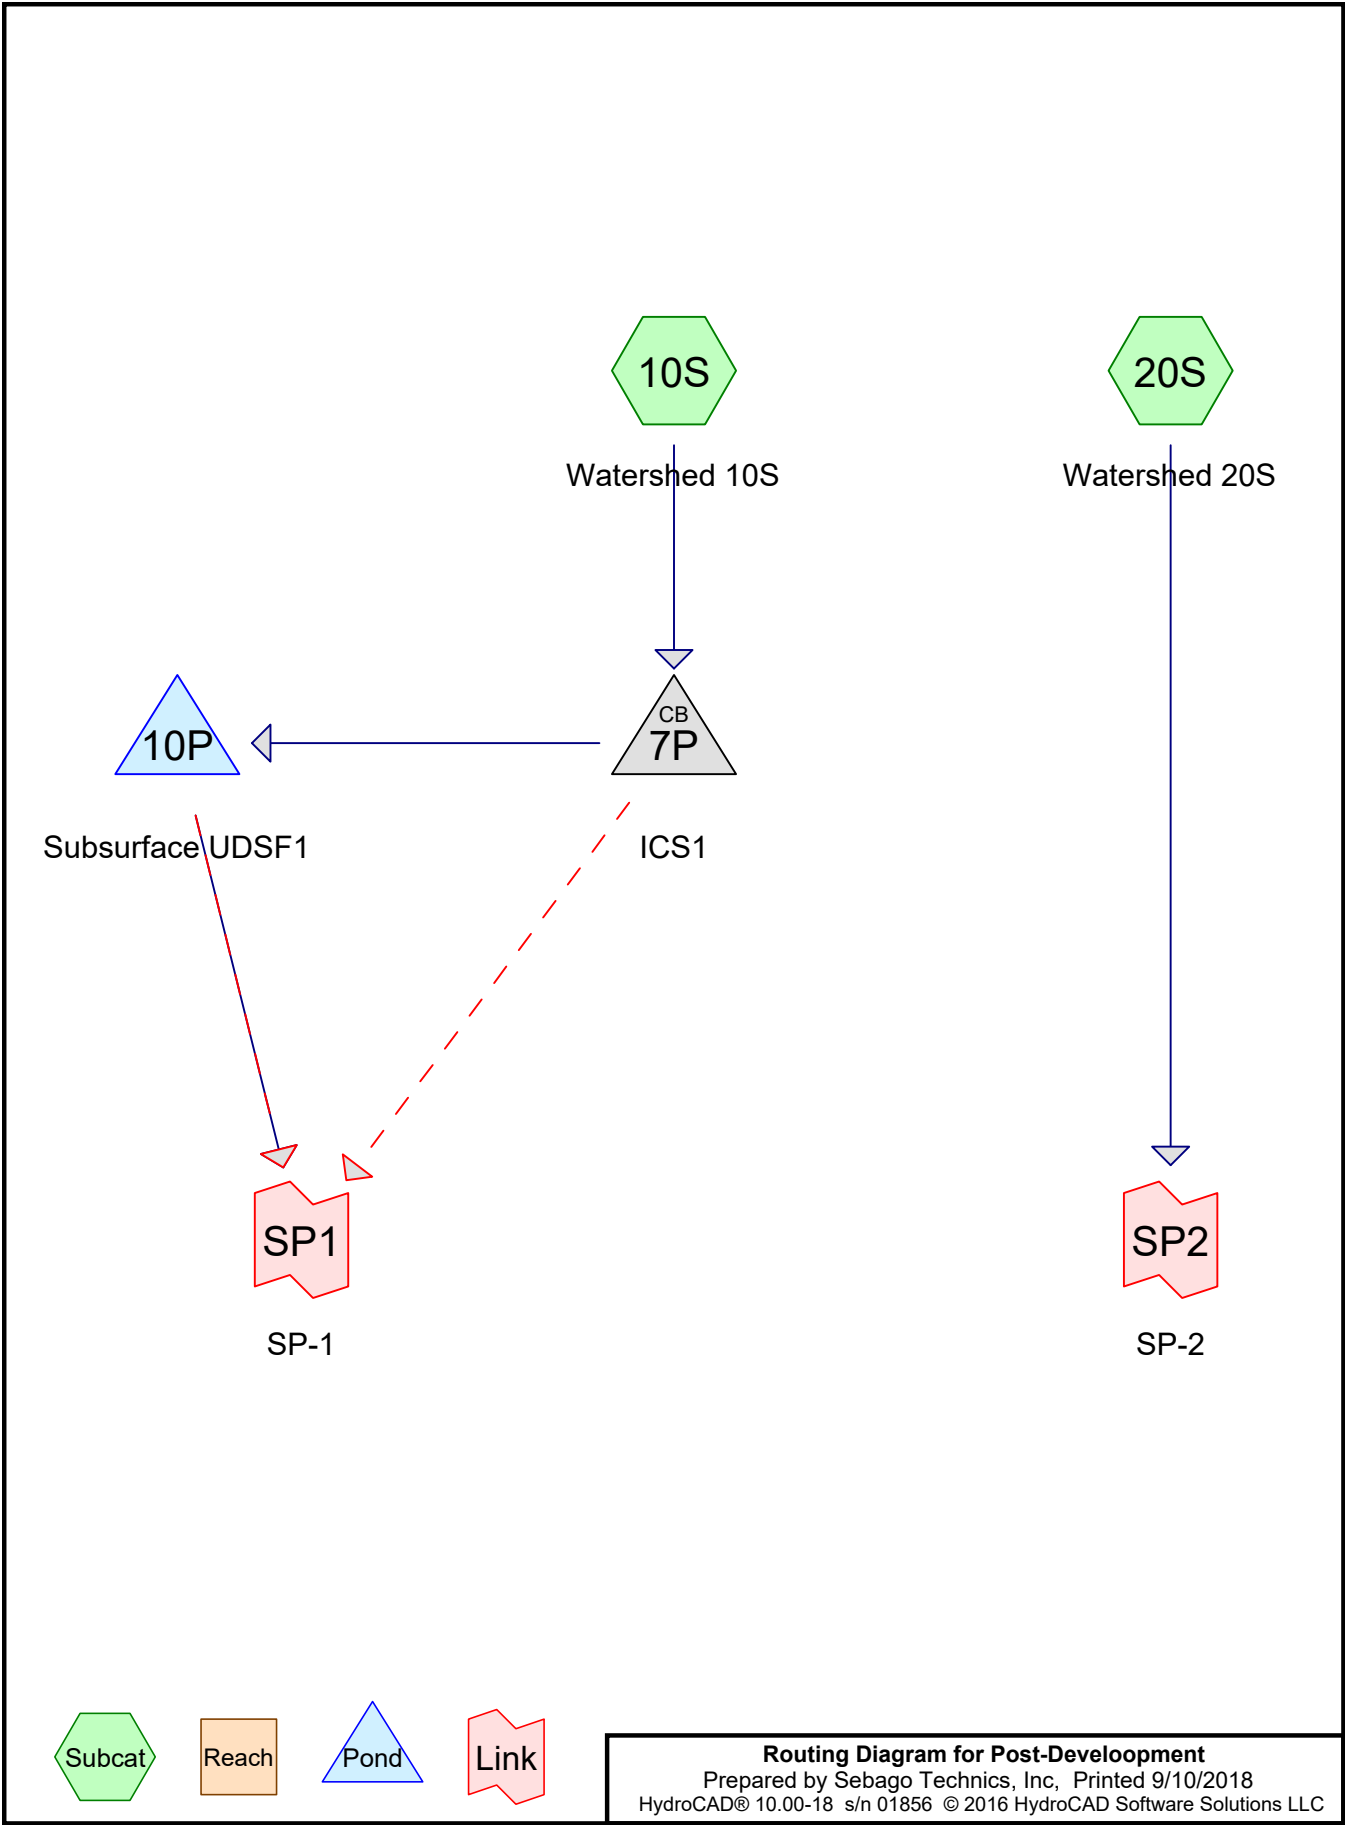 10S
20S
Watershed 10S
Watershed 20S
10P
CB
7P
Subsurface UDSF1
ICS1
SP1
SP2
SP-1
SP-2
Subcat
Reach
Pond
Link
Routing Diagram for Post-Develoopment
Prepared by Sebago Technics, Inc, Printed 9/10/2018
HydroCAD® 10.00-18 s/n 01856 © 2016 HydroCAD Software Solutions LLC